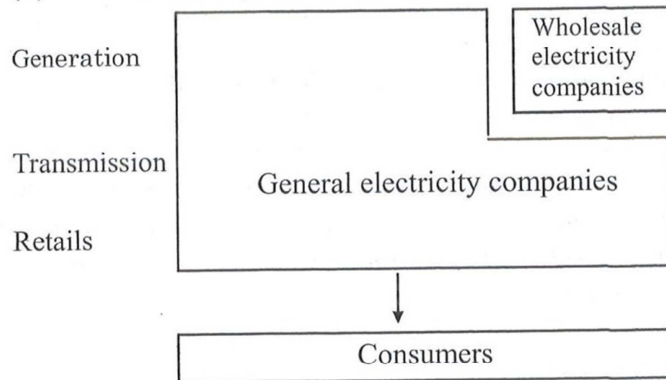 Generation
Wholesale
electricity
companies
Transmission
General electricity companies
Retails
Consumers